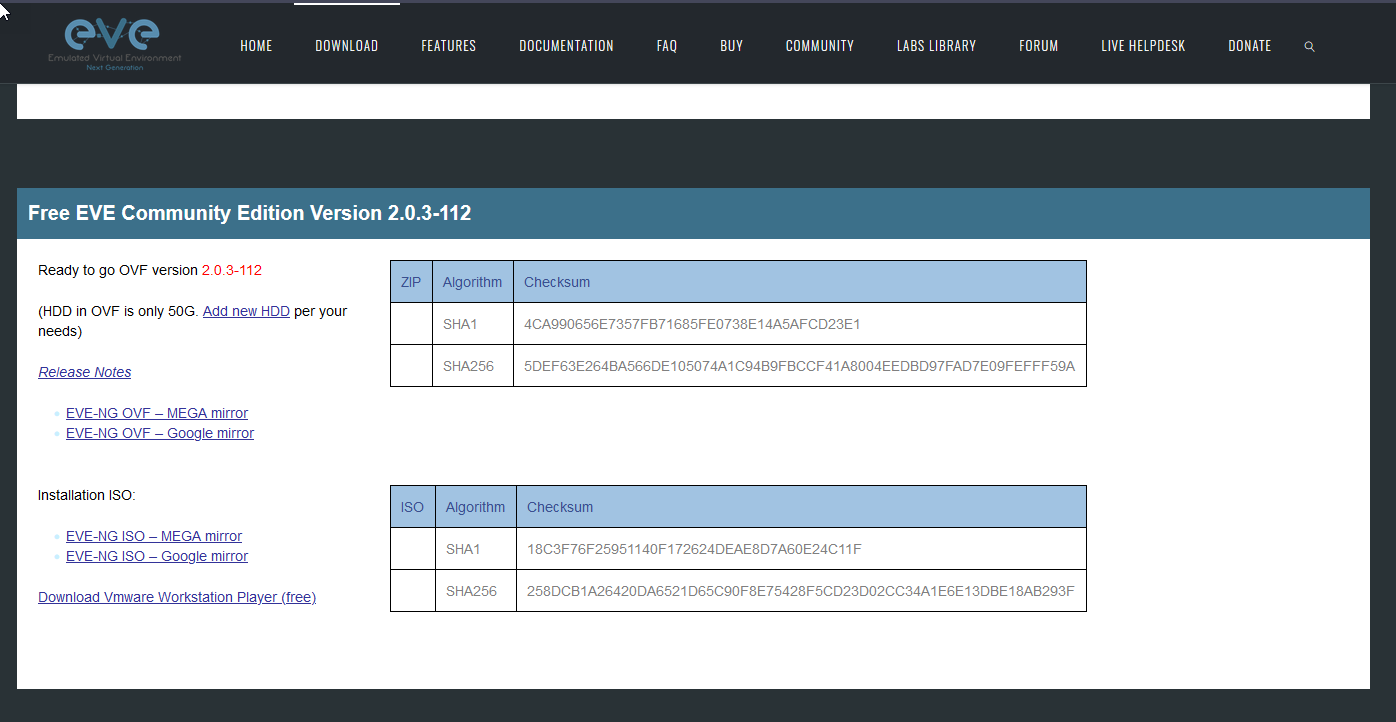 eve
Emulated Virtual Environment
Next Generation
HOME DOWNLOAD FEATURES DOCUMENTATION FAQ BUY COMMUNITY LABS LIBRARY FORUM LIVE HELPDESK DONATE
Free EVE Community Edition Version 2.0.3-112
Ready to go OVF version 2.0.3-112
(HDD in OVF is only 50G. Add new HDD per your
needs)
Release Notes
EVE-NG OVF – MEGA mirror
EVE-NG OVF – Google mirror
ZIP Algorithm Checksum
SHA1 4CA990656E7357FB71685FE0738E14A5AFCD23E1
SHA256 5DEF63E264BA566DE105074A1C94B9FBCCF41A8004EEDBD97FAD7E09FEFFF59A
Installation ISO:
EVE-NG ISO – MEGA mirror
EVE-NG ISO – Google mirror
Download Vmware Workstation Player (free)
ISO Algorithm Checksum
SHA1 18C3F76F25951140F172624DEAE8D7A60E24C11F
SHA256 258DCB1A26420DA6521D65C90F8E75428F5CD23D02CC34A1E6E13DBE18AB293F